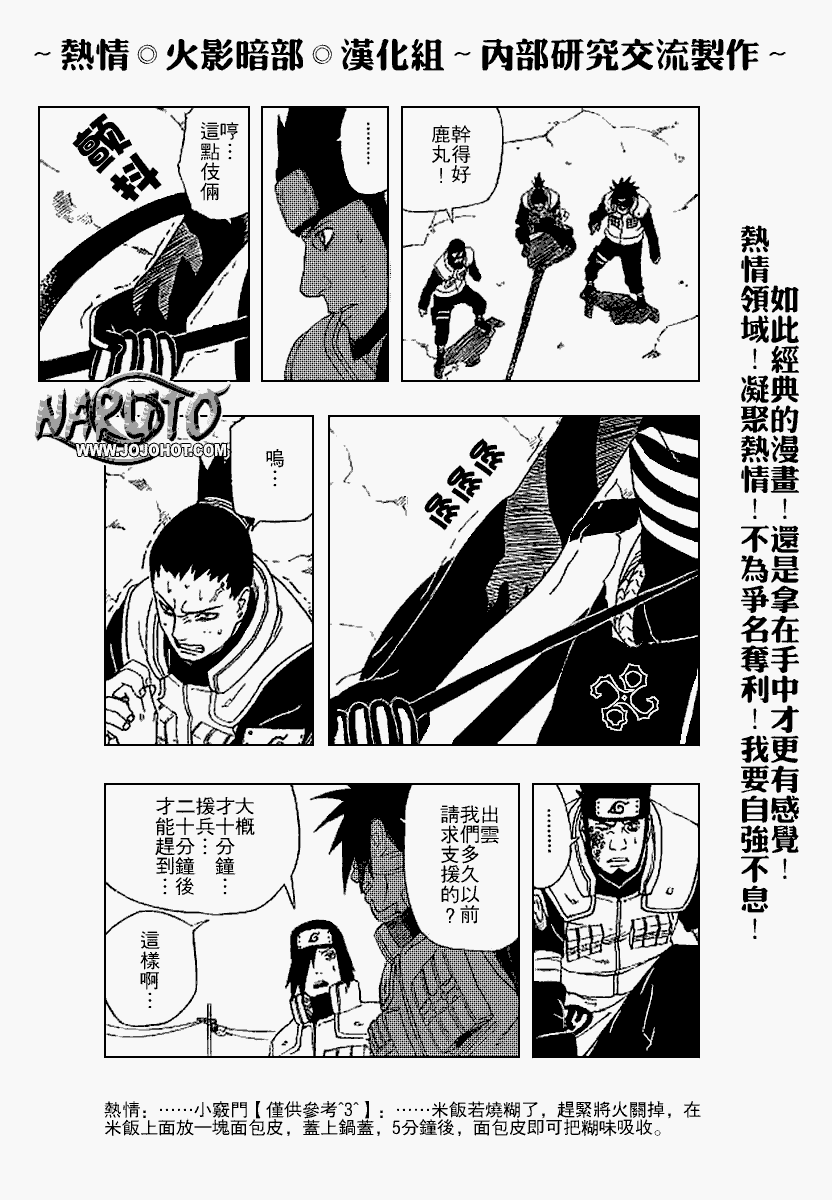 ~熱情◎火影暗部◎漢化組~內部研究交流製作~
幹得好
鹿丸!
………
哼…
這點伎倆
顫抖
嗚…
………
出雲
我們多久以前
請求支援的?
大概
才十分鐘…
援兵…
二十分鐘後
才能趕到…
這樣啊…
如此經典的漫畫!還是拿在手中才更有感覺!
熱情領域!凝聚熱情!不為爭名奪利!我要自強不息!
NARUTO
WWW.JOJOHOT.COM
熱情:……小竅門【僅供參考^3^】:……米飯若燒糊了,趕緊將火關掉,在
米飯上面放一塊面包皮,蓋上鍋蓋,5分鐘後,面包皮即可把糊味吸收。